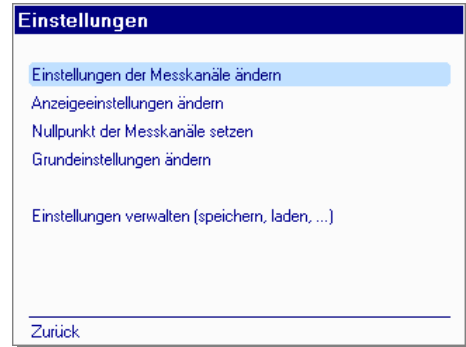 Einstellungen
Einstellungen der Messkanäle ändern
Anzeigeeinstellungen ändern
Nullpunkt der Messkanäle setzen
Grundeinstellungen ändern
Einstellungen verwalten (speichern, laden, ...)
Zurück